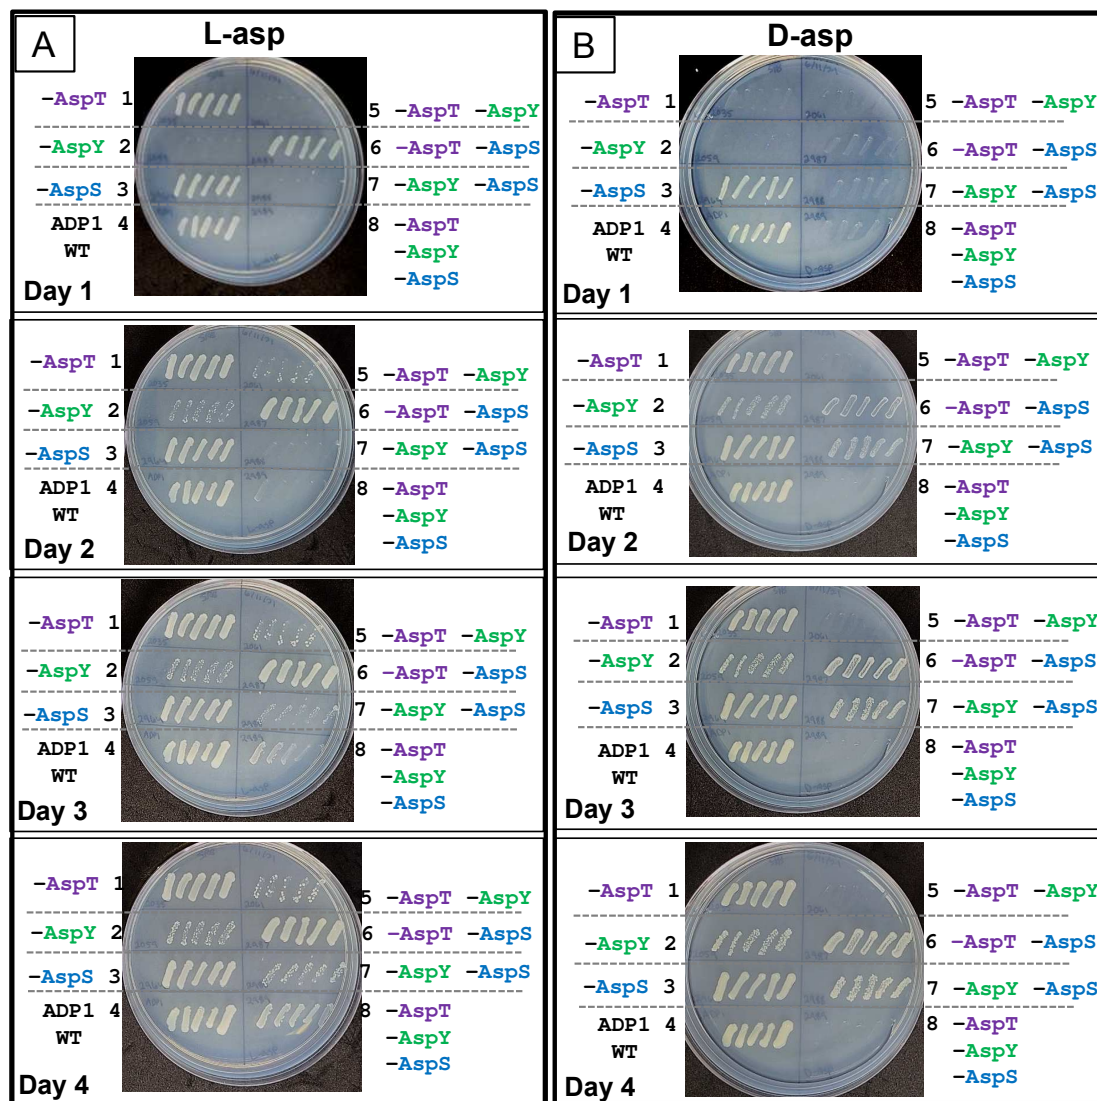 A
L-asp
–AspT 1
–AspY 2
–AspS 3
ADP1 4
WT
5 –AspT –AspY
6 –AspT –AspS
7 –AspY –AspS
8 –AspT
–AspY
–AspS
Day 1
–AspT 1
–AspY 2
–AspS 3
ADP1 4
WT
5 –AspT –AspY
6 –AspT –AspS
7 –AspY –AspS
8 –AspT
–AspY
–AspS
Day 2
–AspT 1
–AspY 2
–AspS 3
ADP1 4
WT
5 –AspT –AspY
6 –AspT –AspS
7 –AspY –AspS
8 –AspT
–AspY
–AspS
Day 3
–AspT 1
–AspY 2
–AspS 3
ADP1 4
WT
5 –AspT –AspY
6 –AspT –AspS
7 –AspY –AspS
8 –AspT
–AspY
–AspS
Day 4
B
D-asp
–AspT 1
–AspY 2
–AspS 3
ADP1 4
WT
5 –AspT –AspY
6 –AspT –AspS
7 –AspY –AspS
8 –AspT
–AspY
–AspS
Day 1
–AspT 1
–AspY 2
–AspS 3
ADP1 4
WT
5 –AspT –AspY
6 –AspT –AspS
7 –AspY –AspS
8 –AspT
–AspY
–AspS
Day 2
–AspT 1
–AspY 2
–AspS 3
ADP1 4
WT
5 –AspT –AspY
6 –AspT –AspS
7 –AspY –AspS
8 –AspT
–AspY
–AspS
Day 3
–AspT 1
–AspY 2
–AspS 3
ADP1 4
WT
5 –AspT –AspY
6 –AspT –AspS
7 –AspY –AspS
8 –AspT
–AspY
–AspS
Day 4